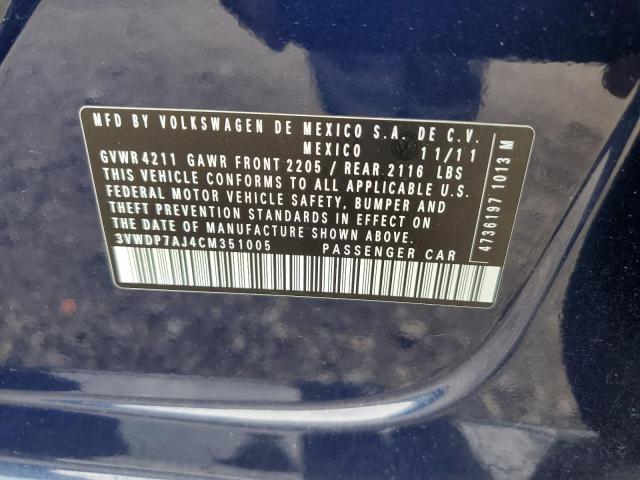 MFD BY VOLKSWAGEN DE MEXICO S.A. DE C.V.
MEXICO 11/11
GVWR 4211 GAWR FRONT 2205 / REAR 2116 LBS
THIS VEHICLE CONFORMS TO ALL APPLICABLE U.S.
FEDERAL MOTOR VEHICLE SAFETY, BUMPER AND
THEFT PREVENTION STANDARDS IN EFFECT ON
THE DATE OF MANUFACTURE SHOWN ABOVE.
3VWDP7AJ4CM351005 PASSENGER CAR
4736197 1013 M